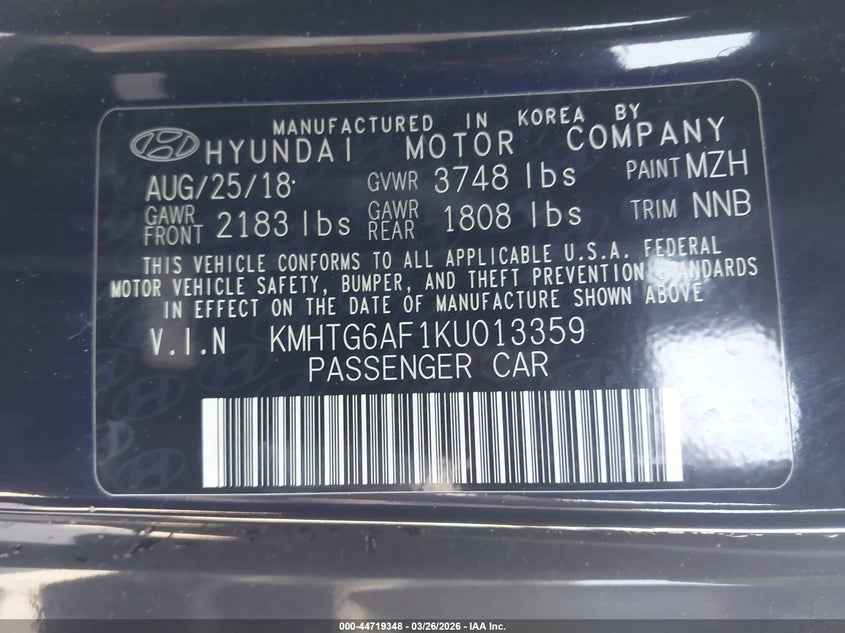 MANUFACTURED IN KOREA BY
HYUNDAI MOTOR COMPANY
AUG/25/18 GVWR 3748 lbs PAINT MZH
GAWR FRONT 2183 lbs GAWR REAR 1808 lbs TRIM NNB
THIS VEHICLE CONFORMS TO ALL APPLICABLE U.S.A. FEDERAL
MOTOR VEHICLE SAFETY, BUMPER, AND THEFT PREVENTION STANDARDS
IN EFFECT ON THE DATE OF MANUFACTURE SHOWN ABOVE
V.I.N KMHTG6AF1KU013359
PASSENGER CAR
000-44719348 - 03/26/2026 - IAA Inc.